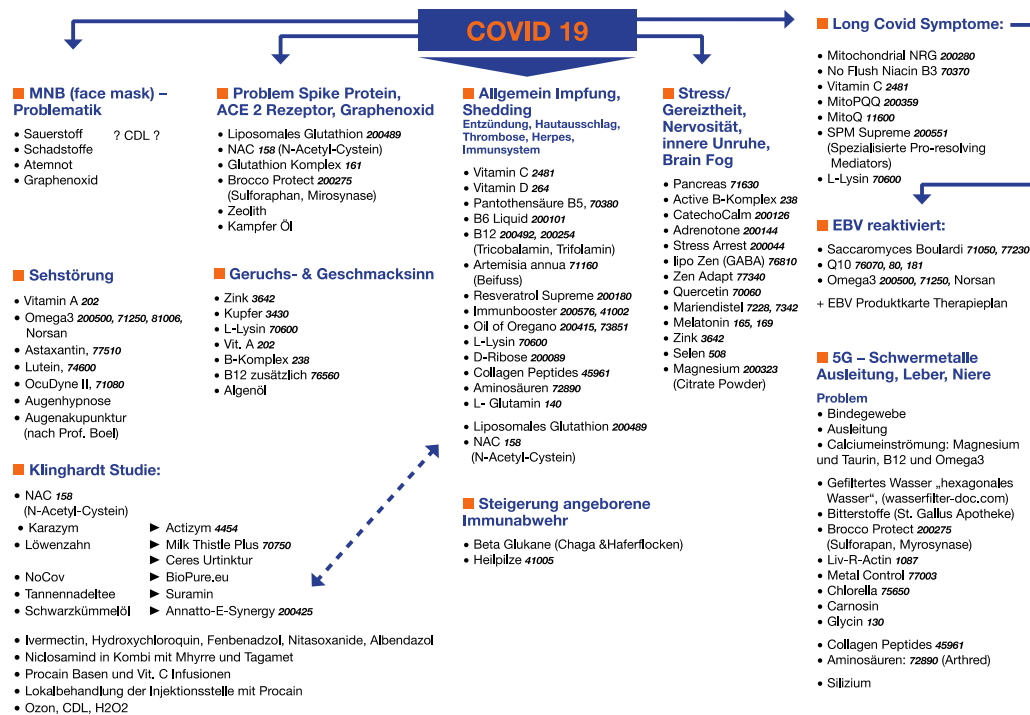 COVID 19
MNB (face mask) –
Problematik
• Sauerstoff ? CDL ?
• Schadstoffe
• Atemnot
• Graphenoxid
Problem Spike Protein,
ACE 2 Rezeptor, Graphenoxid
• Liposomales Glutathion 200489
• NAC 158 (N-Acetyl-Cystein)
• Glutathion Komplex 161
• Brocco Protect 200275
(Sulforaphan, Mirosynase)
• Zeolith
• Kampfer Öl
Allgemein Impfung,
Shedding
Entzündung, Hautausschlag,
Thrombose, Herpes,
Immunsystem
• Vitamin C 2481
• Vitamin D 264
• Pantothensäure B5, 70380
• B6 Liquid 200101
• B12 200492, 200254
(Tricobalamin, Trifolamin)
• Artemisia annua 71160
(Beifuss)
• Resveratrol Supreme 200180
• Immunbooster 200576, 41002
• Oil of Oregano 200415, 73851
• L-Lysin 70600
• D-Ribose 200089
• Collagen Peptides 45961
• Aminosäuren 72890
• L- Glutamin 140
• Liposomales Glutathion 200489
• NAC 158
(N-Acetyl-Cystein)
Stress/
Gereiztheit,
Nervosität,
innere Unruhe,
Brain Fog
• Pancreas 71630
• Active B-Komplex 238
• CatechoCalm 200126
• Adrenotone 200144
• Stress Arrest 200044
• lipo Zen (GABA) 76810
• Zen Adapt 77340
• Quercetin 70060
• Mariendistel 7228, 7342
• Melatonin 165, 169
• Zink 3642
• Selen 508
• Magnesium 200323
(Citrate Powder)
Long Covid Symptome:
• Mitochondrial NRG 200280
• No Flush Niacin B3 70370
• Vitamin C 2481
• MitoPQQ 200359
• MitoQ 11600
• SPM Supreme 200551
(Spezialisierte Pro-resolving
Mediators)
• L-Lysin 70600
EBV reaktiviert:
• Saccaromyces Boulardi 71050, 77230
• Q10 76070, 80, 181
• Omega3 200500, 71250, Norsan
+ EBV Produktkarte Therapieplan
Sehstörung
• Vitamin A 202
• Omega3 200500, 71250, 81006,
Norsan
• Astaxantin, 77510
• Lutein, 74600
• OcuDyne II, 71080
• Augenhypnose
• Augenakupunktur
(nach Prof. Boel)
Geruchs- & Geschmacksinn
• Zink 3642
• Kupfer 3430
• L-Lysin 70600
• Vit. A 202
• B-Komplex 238
• B12 zusätzlich 76560
• Algenöl
5G – Schwermetalle
Ausleitung, Leber, Niere
Problem
• Bindegewebe
• Ausleitung
• Calciumeinströmung: Magnesium
und Taurin, B12 und Omega3
• Gefiltertes Wasser „hexagonales
Wasser“, (wasserfilter-doc.com)
• Bitterstoffe (St. Gallus Apotheke)
• Brocco Protect 200275
(Sulforapan, Myrosynase)
• Liv-R-Actin 1087
• Metal Control 77003
• Chlorella 75650
• Carnosin
• Glycin 130
• Collagen Peptides 45961
• Aminosäuren: 72890 (Arthred)
• Silizium
Klinghardt Studie:
• NAC 158
(N-Acetyl-Cystein)
• Karazym ► Actizym 4454
• Löwenzahn ► Milk Thistle Plus 70750
► Ceres Urtinktur
• NoCov ► BioPure.eu
• Tannennadeltee ► Suramin
• Schwarzkümmelöl ► Annatto-E-Synergy 200425
• Ivermectin, Hydroxychloroquin, Fenbenadzol, Nitasoxanide, Albendazol
• Niclosamind in Kombi mit Mhyrre und Tagamet
• Procain Basen und Vit. C Infusionen
• Lokalbehandlung der Injektionsstelle mit Procain
• Ozon, CDL, H2O2
Steigerung angeborene
Immunabwehr
• Beta Glukane (Chaga &Haferflocken)
• Heilpilze 41005